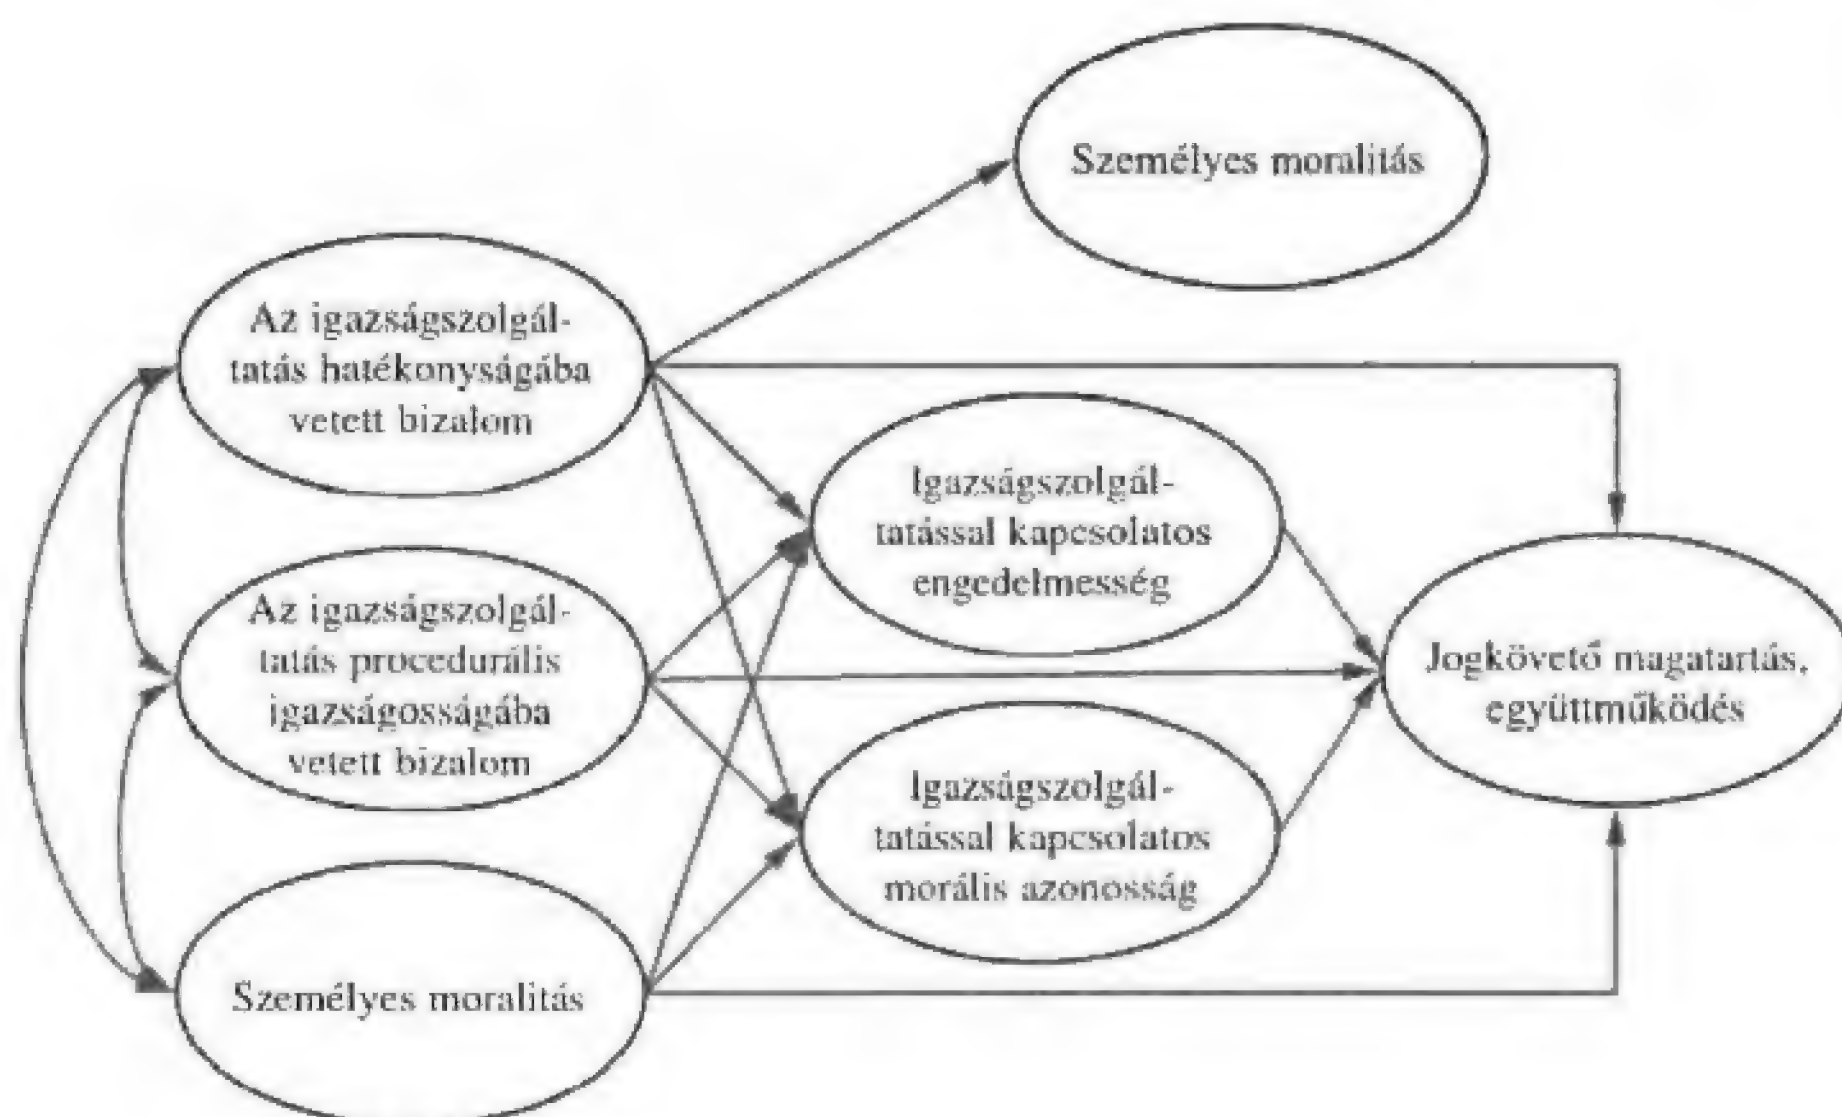 Személyes moralitás
Az igazságszolgál-
tatás hatékonyságába
vetett bizalom
Igazságszolgál-
tatással kapcsolatos
engedelmesség
Az igazságszolgál-
tatás procedurális
igazságosságába
vetett bizalom
Jogkövető magatartás,
együttműködés
Igazságszolgál-
tatással kapcsolatos
morális azonosság
Személyes moralitás